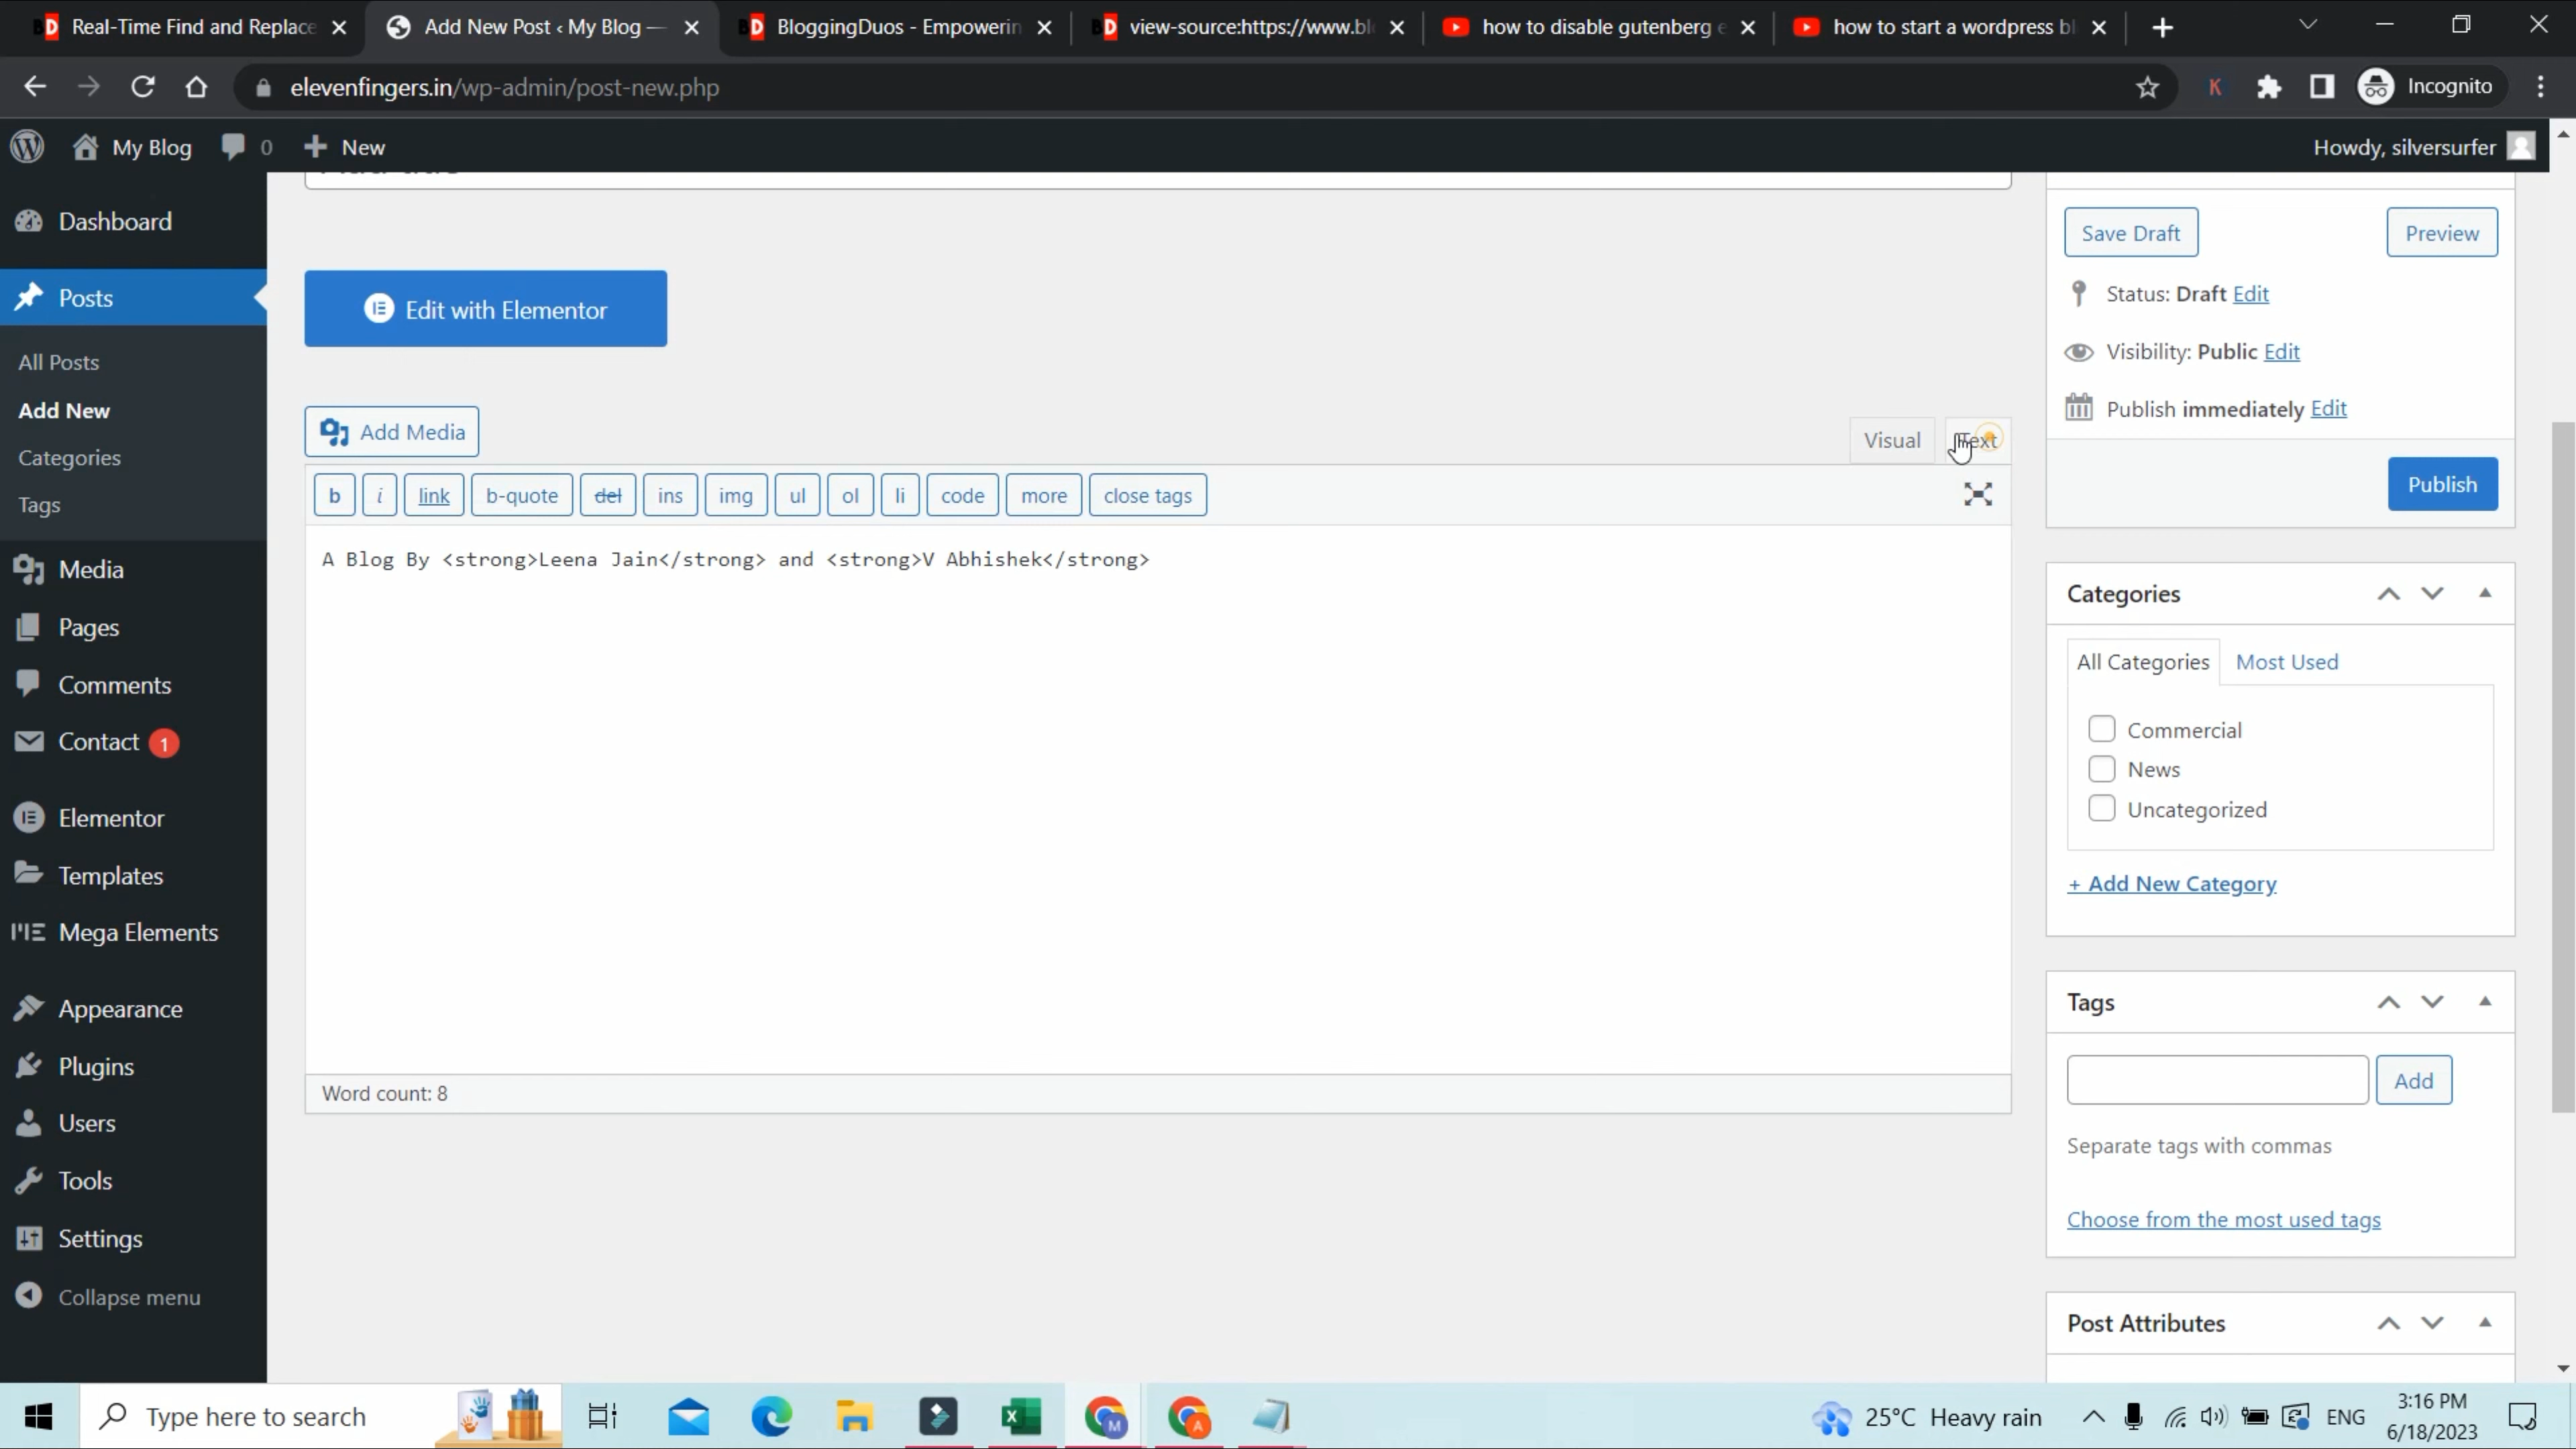 Real-Time Find and Replace
Add New Post ‹ My Blog —
BloggingDuos - Empowerin
view-source:https://www.bl
how to disable gutenberg e
how to start a wordpress bl
elevenfingers.in/wp-admin/post-new.php
K
Incognito
My Blog
0
New
Howdy, silversurfer
Dashboard
Posts
All Posts
Add New
Categories
Tags
Media
Pages
Comments
Contact 1
Elementor
Templates
Mega Elements
Appearance
Plugins
Users
Tools
Settings
Collapse menu
Edit with Elementor
Add Media
Visual
Text
b i link b-quote del ins img ul ol li code more close tags
A Blog By <strong>Leena Jain</strong> and <strong>V Abhishek</strong>
Word count: 8
Save Draft
Preview
Status: Draft Edit
Visibility: Public Edit
Publish immediately Edit
Publish
Categories
All Categories
Most Used
Commercial
News
Uncategorized
+ Add New Category
Tags
Add
Separate tags with commas
Choose from the most used tags
Post Attributes
Type here to search
25°C Heavy rain
ENG
3:16 PM
6/18/2023